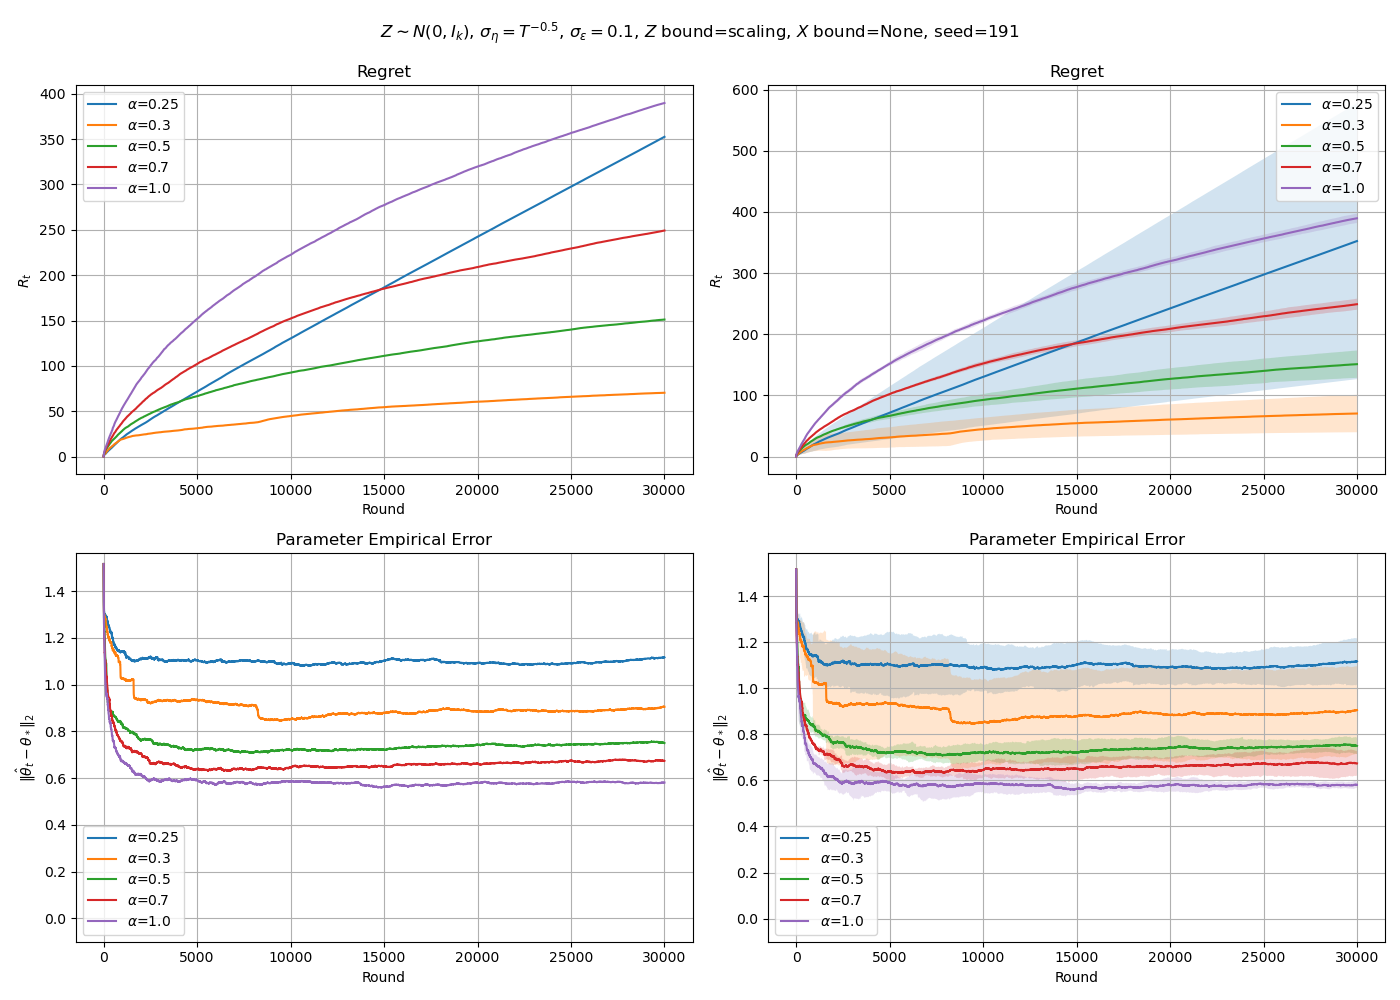 Z ∼ N(0, I_k), σ_η = T^{−0.5}, σ_ε = 0.1, Z bound=scaling, X bound=None, seed=191
Regret
400
350
300
250
200
150
100
50
0
R_t
α=0.25
α=0.3
α=0.5
α=0.7
α=1.0
0 5000 10000 15000 20000 25000 30000
Round
Regret
600
500
400
300
200
100
0
R_t
α=0.25
α=0.3
α=0.5
α=0.7
α=1.0
0 5000 10000 15000 20000 25000 30000
Round
Parameter Empirical Error
1.4
1.2
1.0
0.8
0.6
0.4
0.2
0.0
‖θ̂_t − θ_*‖_2
α=0.25
α=0.3
α=0.5
α=0.7
α=1.0
0 5000 10000 15000 20000 25000 30000
Round
Parameter Empirical Error
1.4
1.2
1.0
0.8
0.6
0.4
0.2
0.0
‖θ̂_t − θ_*‖_2
α=0.25
α=0.3
α=0.5
α=0.7
α=1.0
0 5000 10000 15000 20000 25000 30000
Round